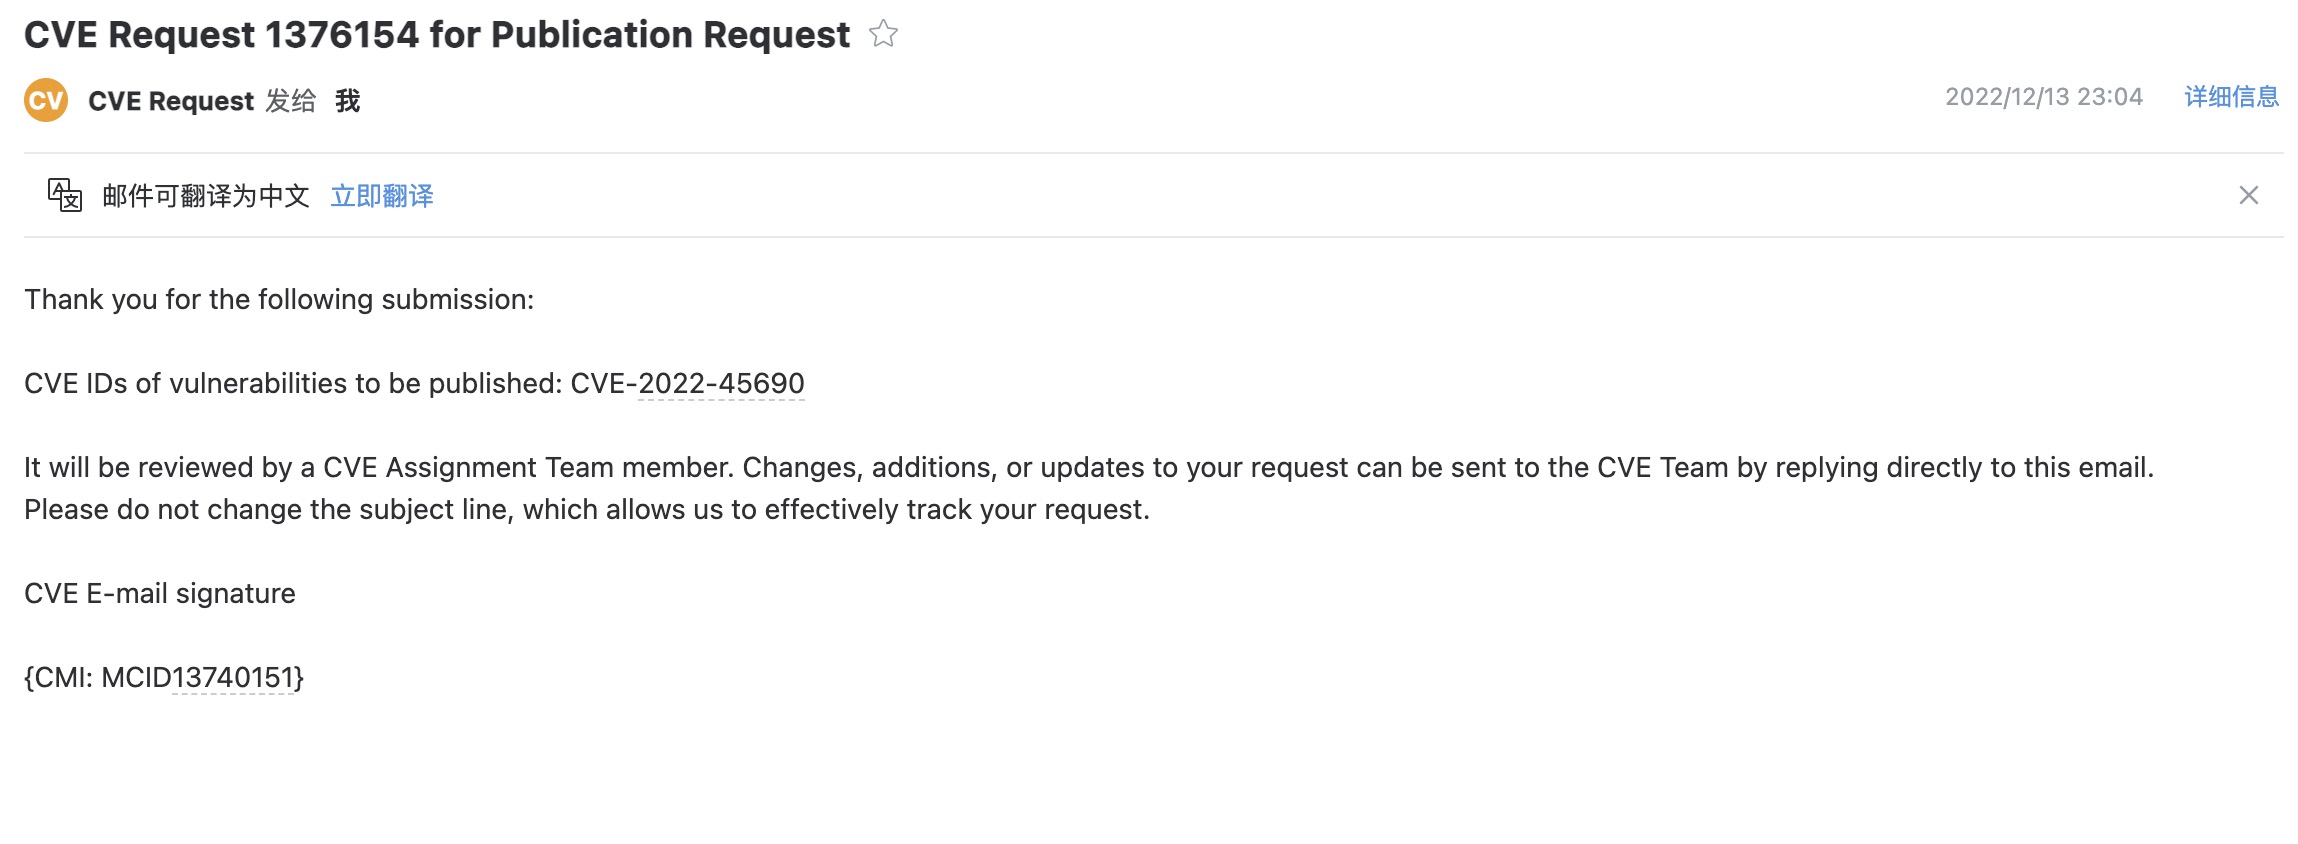 CVE Request 1376154 for Publication Request
CV CVE Request 发给 我 2022/12/13 23:04 详细信息
邮件可翻译为中文 立即翻译
Thank you for the following submission:
CVE IDs of vulnerabilities to be published: CVE-2022-45690
It will be reviewed by a CVE Assignment Team member. Changes, additions, or updates to your request can be sent to the CVE Team by replying directly to this email.
Please do not change the subject line, which allows us to effectively track your request.
CVE E-mail signature
{CMI: MCID13740151}